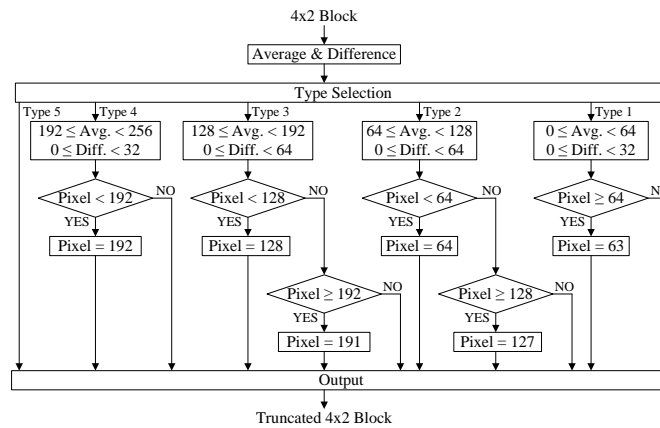 4x2 Block
Average & Difference
Type Selection
Type 5
Type 4
Type 3
Type 2
Type 1
192 ≤ Avg. < 256
0 ≤ Diff. < 32
128 ≤ Avg. < 192
0 ≤ Diff. < 64
64 ≤ Avg. < 128
0 ≤ Diff. < 64
0 ≤ Avg. < 64
0 ≤ Diff. < 32
Pixel < 192
NO
Pixel < 128
NO
Pixel < 64
NO
Pixel ≥ 64
YES
YES
YES
YES
Pixel = 192
Pixel = 128
Pixel = 64
Pixel = 63
Pixel ≥ 192
NO
Pixel ≥ 128
NO
YES
YES
Pixel = 191
Pixel = 127
Output
Truncated 4x2 Block